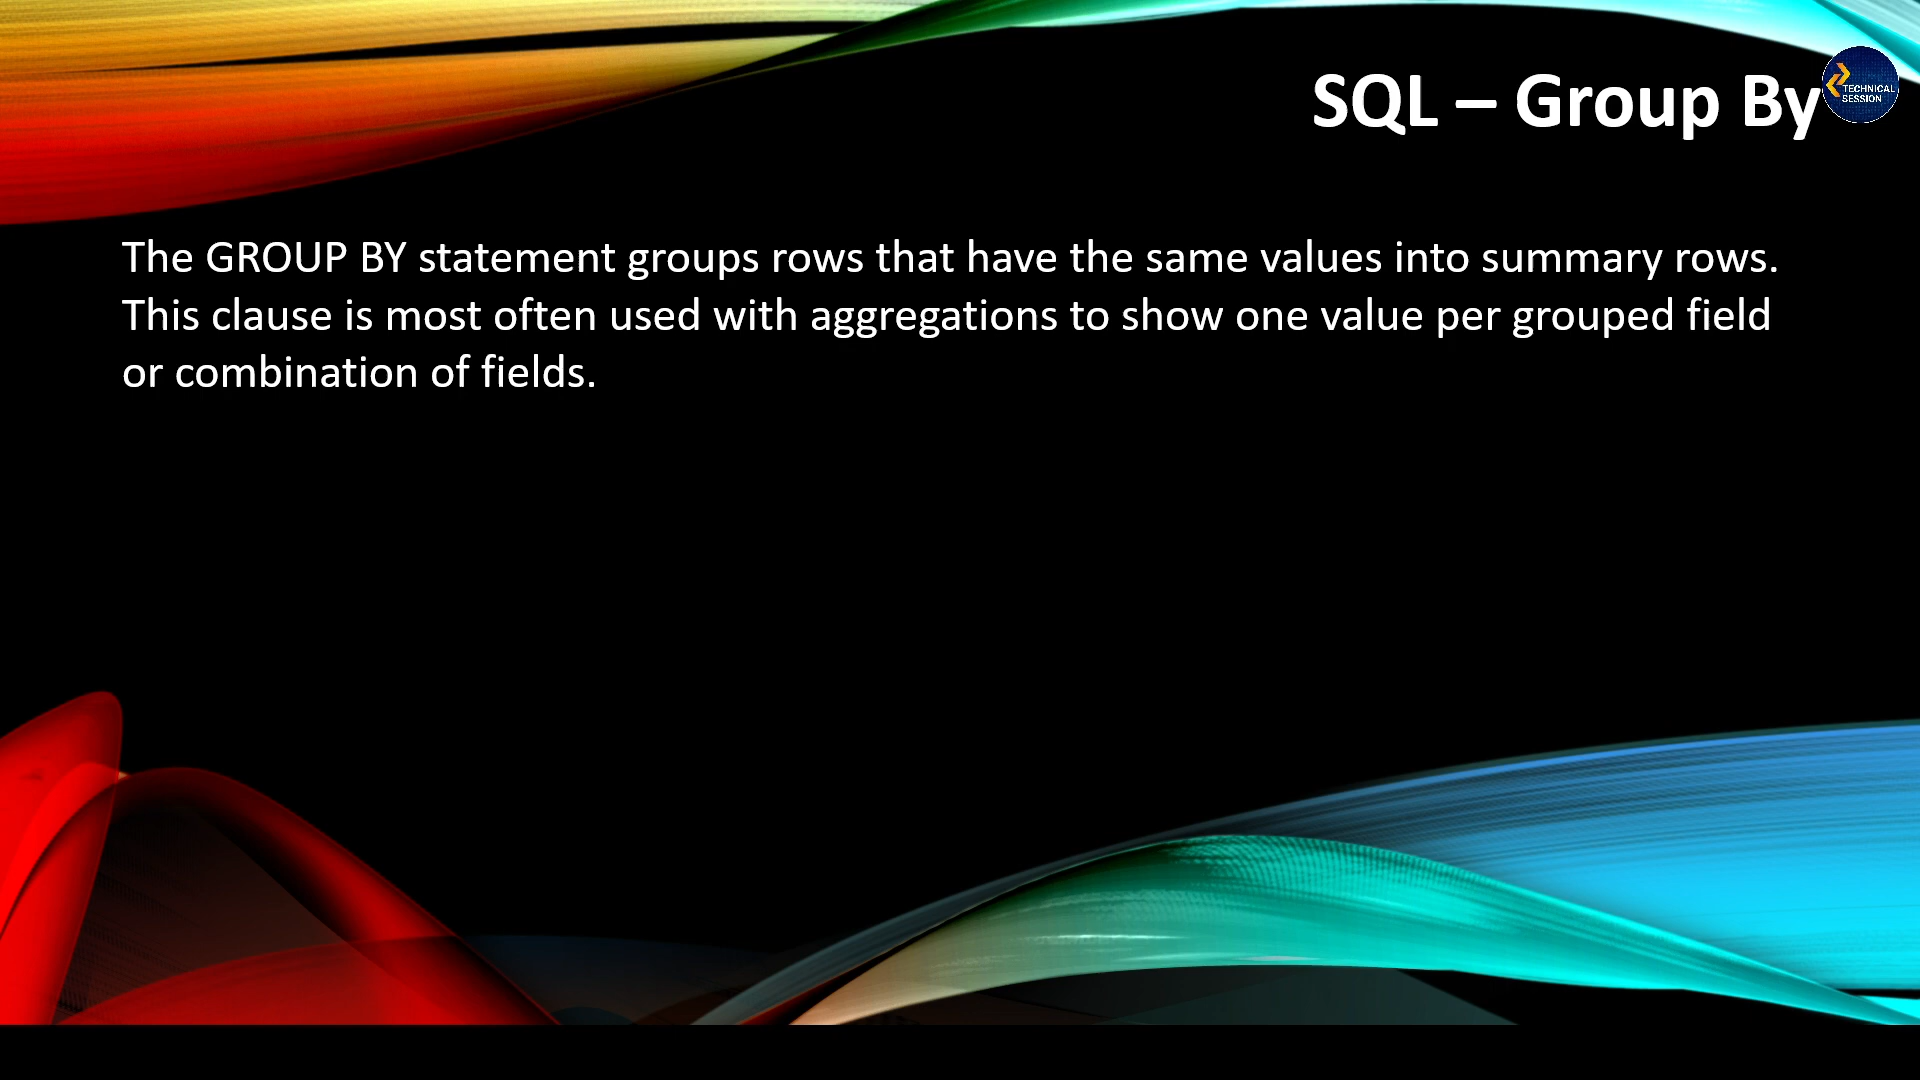 SQL – Group By
TECHNICAL
SESSION
The GROUP BY statement groups rows that have the same values into summary rows.
This clause is most often used with aggregations to show one value per grouped field
or combination of fields.